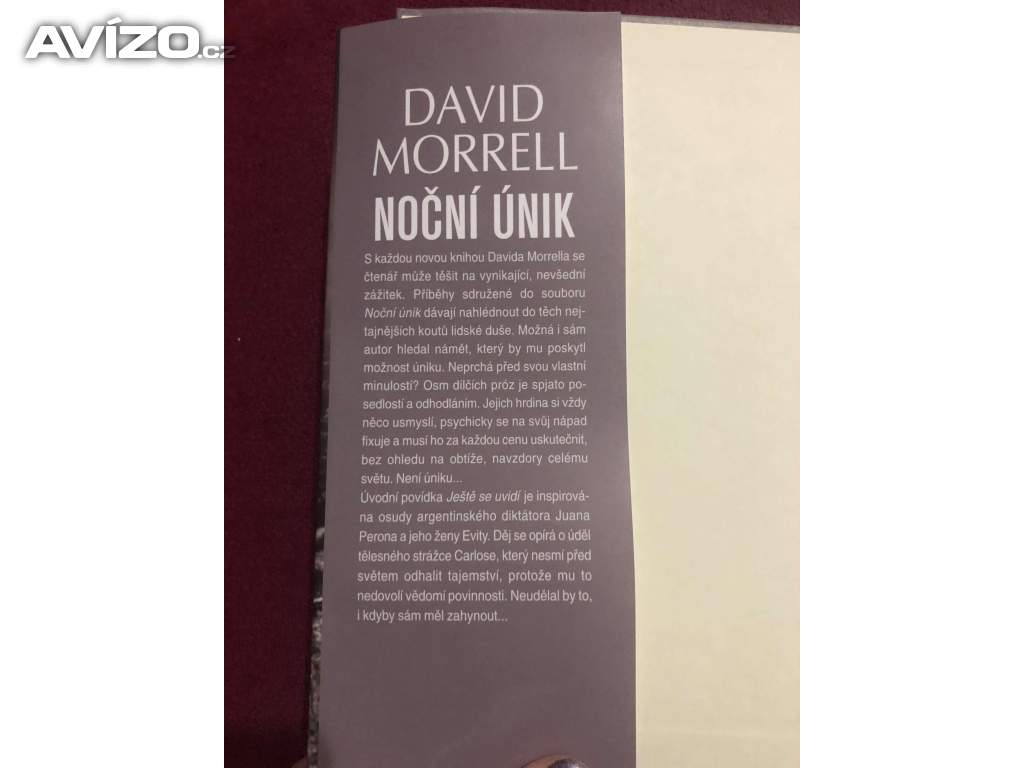 AVÍZO.cz
DAVID
MORRELL
NOČNÍ ÚNIK
S každou novou knihou Davida Morrella se
čtenář může těšit na vynikající, nevšední
zážitek. Příběhy sdružené do souboru
Noční únik dávají nahlédnout do těch nej-
tajnějších koutů lidské duše. Možná i sám
autor hledal námět, který by mu poskytl
možnost úniku. Neprchá před svou vlastní
minulostí? Osm dílčích próz je spjato po-
sedlostí a odhodláním. Jejich hrdina si vždy
něco usmyslí, psychicky se na svůj nápad
fixuje a musí ho za každou cenu uskutečnit,
bez ohledu na obtíže, navzdory celému
světu. Není úniku...
Úvodní povídka Ještě se uvidí je inspirová-
na osudy argentinského diktátora Juana
Perona a jeho ženy Evity. Děj se opírá o úděl
tělesného strážce Carlose, který nesmí před
světem odhalit tajemství, protože mu to
nedovolí vědomí povinnosti. Neudělal by to,
i kdyby sám měl zahynout...